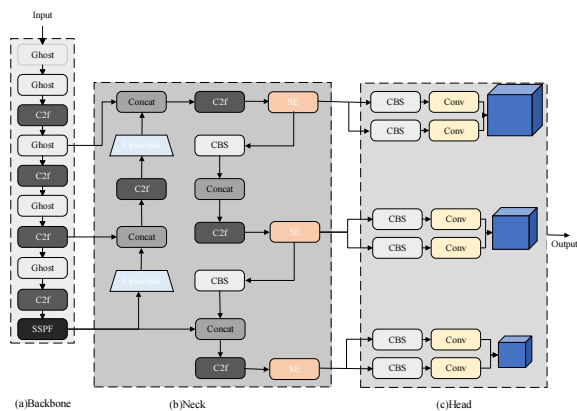 Input
Ghost
Ghost
C2f
Ghost
C2f
Ghost
C2f
Ghost
C2f
SSPF
(a)Backbone
Concat
C2f
SE
Upsample
CBS
C2f
Concat
Concat
C2f
SE
Upsample
CBS
Concat
C2f
SE
(b)Neck
CBS
Conv
CBS
Conv
CBS
Conv
CBS
Conv
CBS
Conv
CBS
Conv
(c)Head
Output